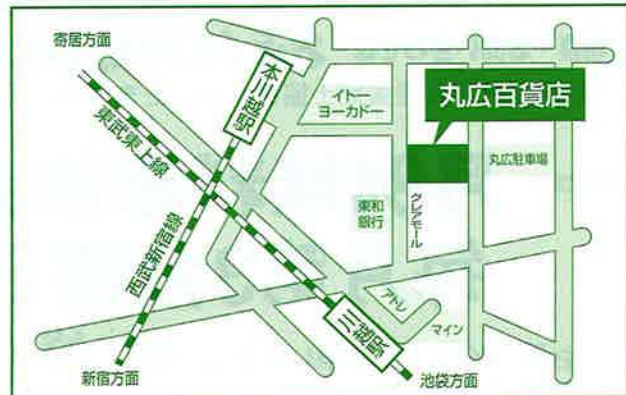 寄居方面
本川越駅
東武東上線
イトー
ヨーカドー
丸広百貨店
丸広駐車場
東和
銀行
クレアモール
西武新宿線
アトレ
川越駅
マイン
新宿方面
池袋方面